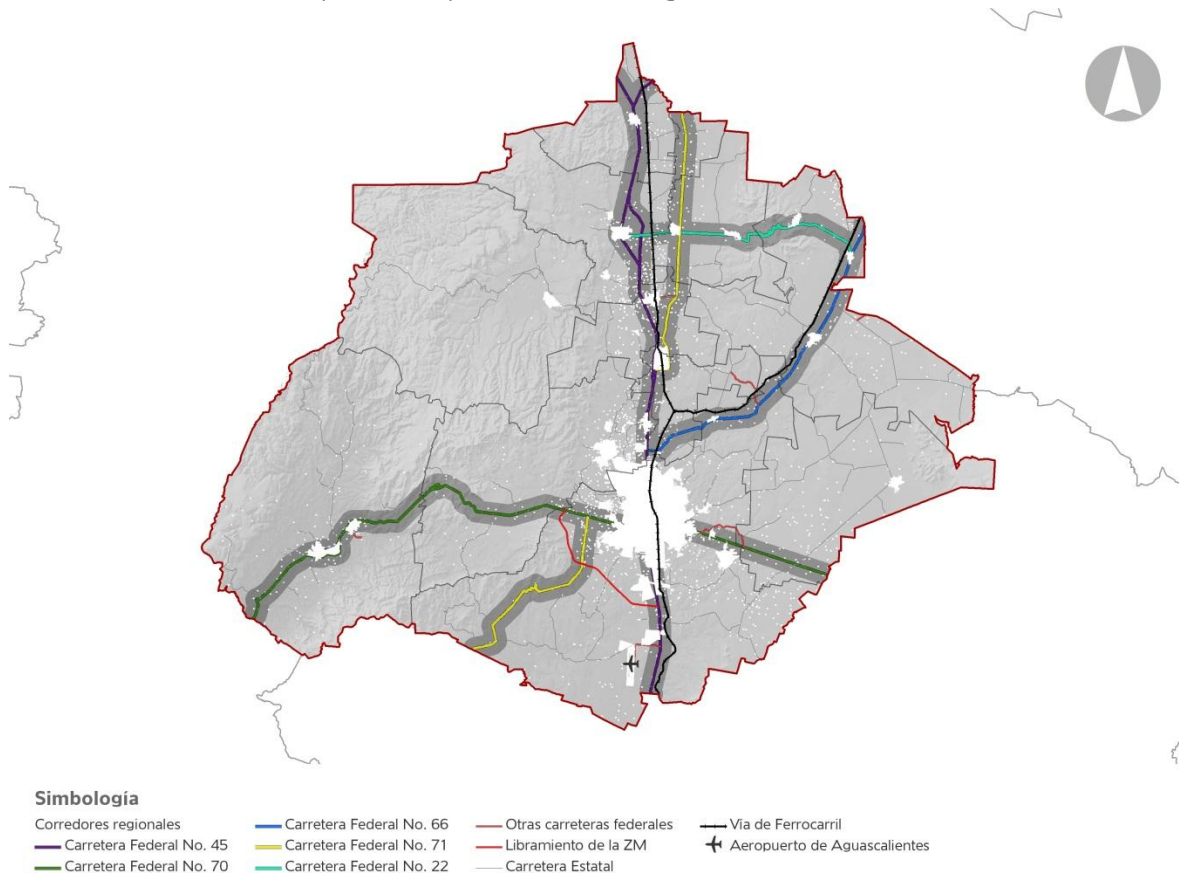 Simbología
Corredores regionales
Carretera Federal No. 45
Carretera Federal No. 70
Carretera Federal No. 66
Carretera Federal No. 71
Carretera Federal No. 22
Otras carreteras federales
Libramiento de la ZM
Carretera Estatal
Vía de Ferrocarril
Aeropuerto de Aguascalientes